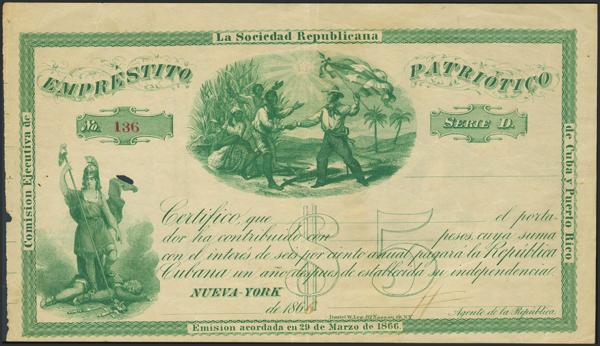 La Sociedad Republicana
EMPRÉSTITO PATRIÓTICO
No. 136
SERIE D.
Comision Ejecutiva de
de Cuba y Puerto Rico
Certifico, que el porta-
dor ha contribuido con $5 pesos, cuya suma
con el interés de seis por ciento anual pagará la República
Cubana un año después de establecida su independencia.
NUEVA-YORK
de 186
Agente de la República.
Emision acordada en 29 de Marzo de 1866.